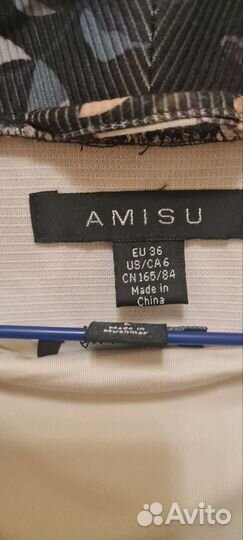 AMISU
EU 36
US/CA 6
CN 165/84
Made in
China
Made in
Myanmar
Avito